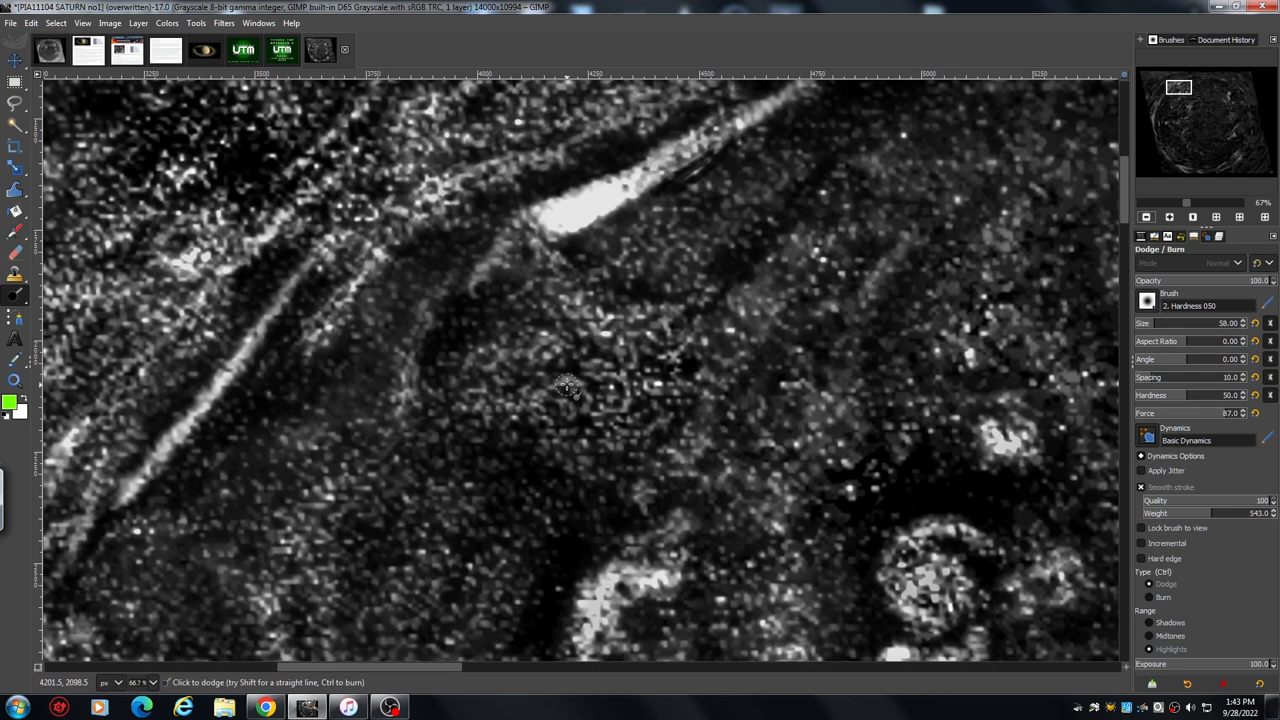 *[PIA11104 SATURN no1] (overwritten)-17.0 (Grayscale 8-bit gamma integer, GIMP built-in D65 Grayscale with sRGB TRC, 1 layer) 14000x10994 – GIMP
File Edit Select View Image Layer Colors Tools Filters Windows Help
UTM
UTM
Brushes Document History
3250 3500 3750 4000 4250 4500 4750 5000 5250
67%
Dodge / Burn
Mode Normal
Opacity 100.0
Brush
2. Hardness 050
Size 58.00
Aspect Ratio 0.00
Angle 0.00
Spacing 10.0
Hardness 50.0
Force 87.0
Dynamics
Basic Dynamics
Dynamics Options
Apply Jitter
Smooth stroke
Quality 100
Weight 543.0
Lock brush to view
Incremental
Hard edge
Type (Ctrl)
Dodge
Burn
Range
Shadows
Midtones
Highlights
Exposure 100.0
4201.5, 2098.5 px 66.7 % Click to dodge (try Shift for a straight line, Ctrl to burn)
1:43 PM
9/28/2022